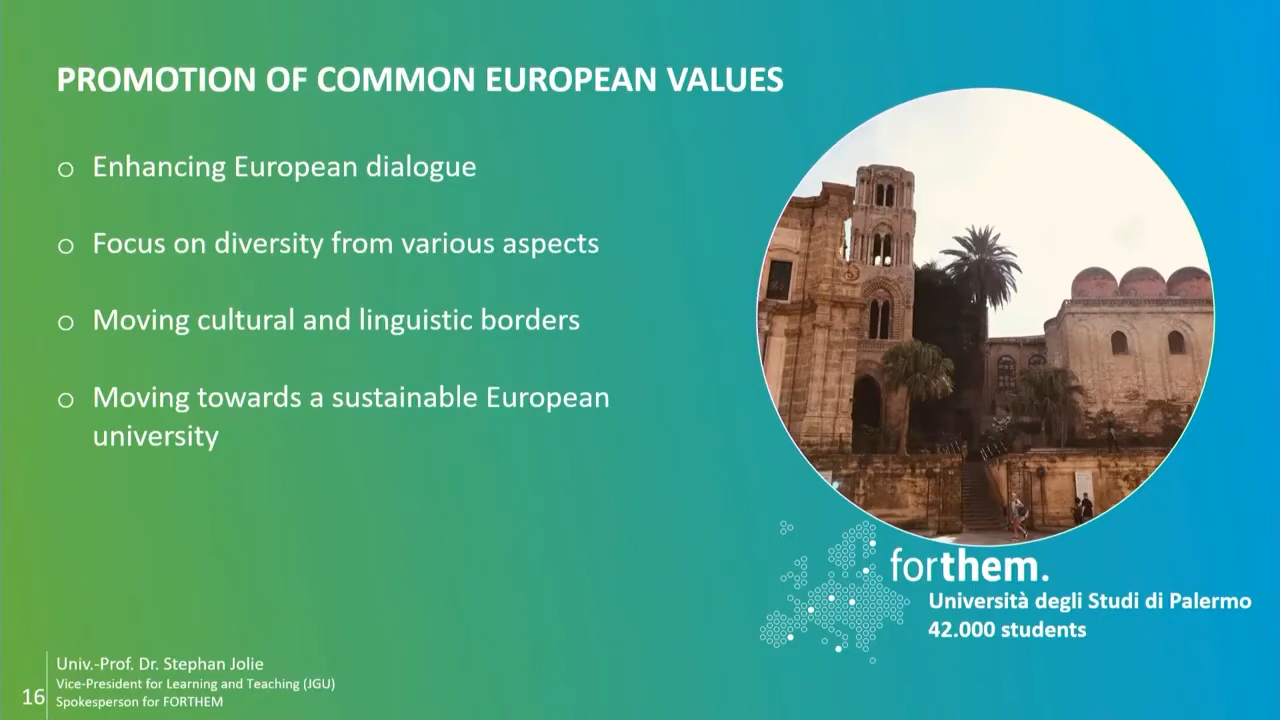 PROMOTION OF COMMON EUROPEAN VALUES
o Enhancing European dialogue
o Focus on diversity from various aspects
o Moving cultural and linguistic borders
o Moving towards a sustainable European
university
forthem.
Università degli Studi di Palermo
42.000 students
Univ.-Prof. Dr. Stephan Jolie
Vice-President for Learning and Teaching (JGU)
Spokesperson for FORTHEM
16